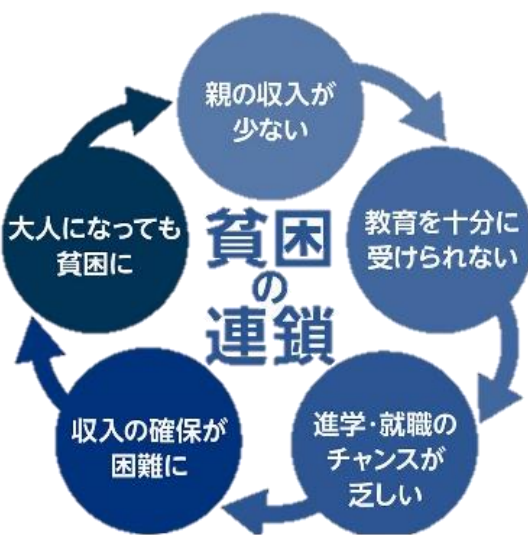 親の収入が
少ない
教育を十分に
受けられない
進学・就職の
チャンスが
乏しい
収入の確保が
困難に
大人になっても
貧困に
貧困
の
連鎖